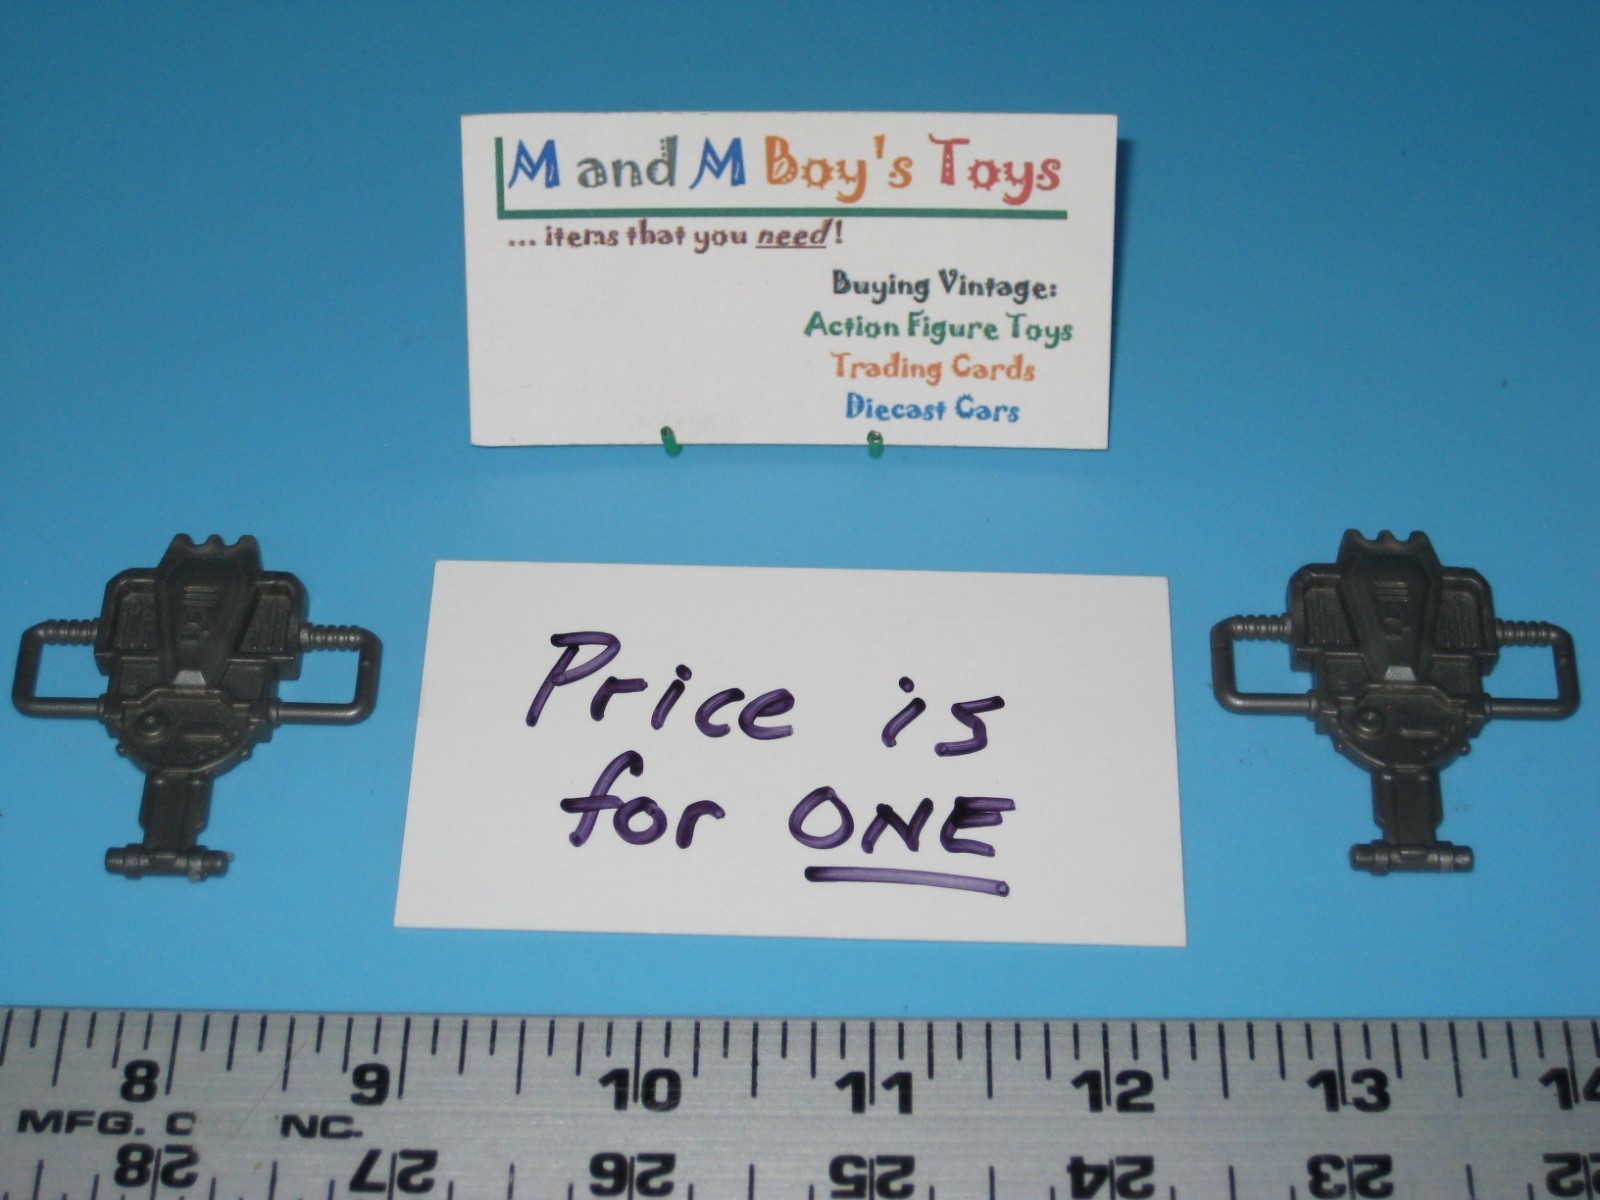 M and M Boy's Toys
... items that you need!
Buying Vintage:
Action Figure Toys
Trading Cards
Diecast Cars
Price is
for ONE
8 9 10 11 12 13 14
MFG. C NC.
28 27 26 25 24 23 22